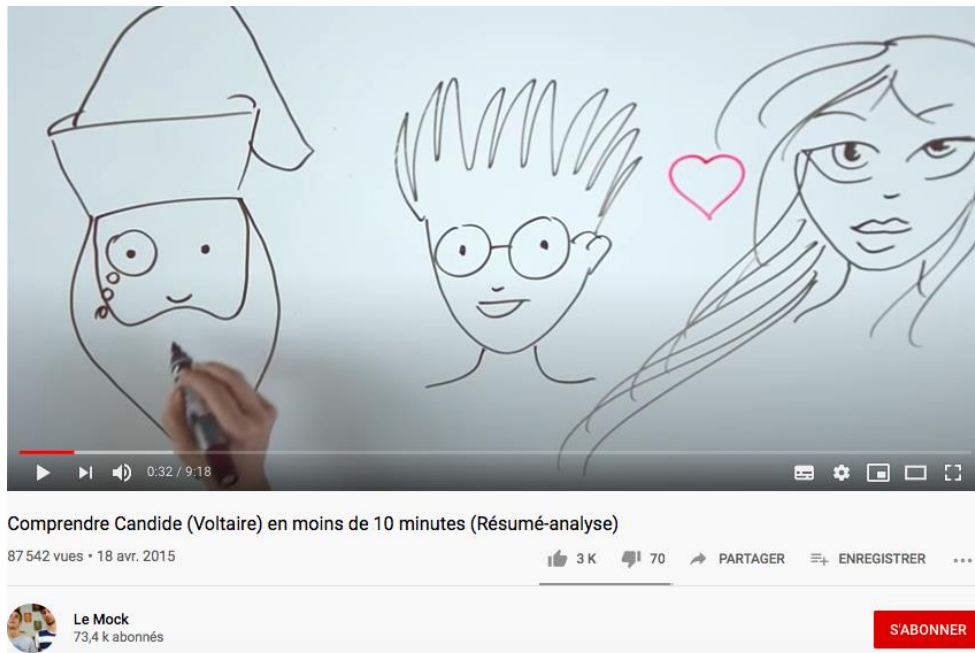 0:32 / 9:18
Comprendre Candide (Voltaire) en moins de 10 minutes (Résumé-analyse)
87 542 vues • 18 avr. 2015
3 K 70 PARTAGER ENREGISTRER ...
Le Mock
73,4 k abonnés
S'ABONNER